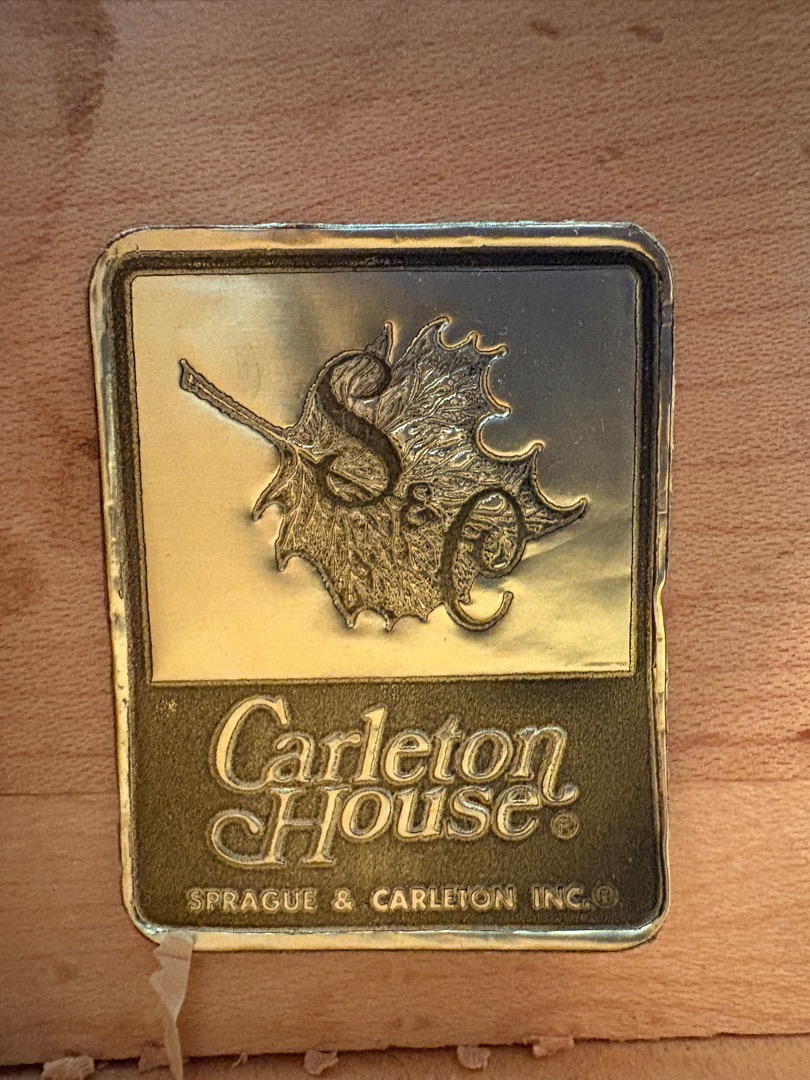 S & C
Carleton
House®
SPRAGUE & CARLETON INC.®